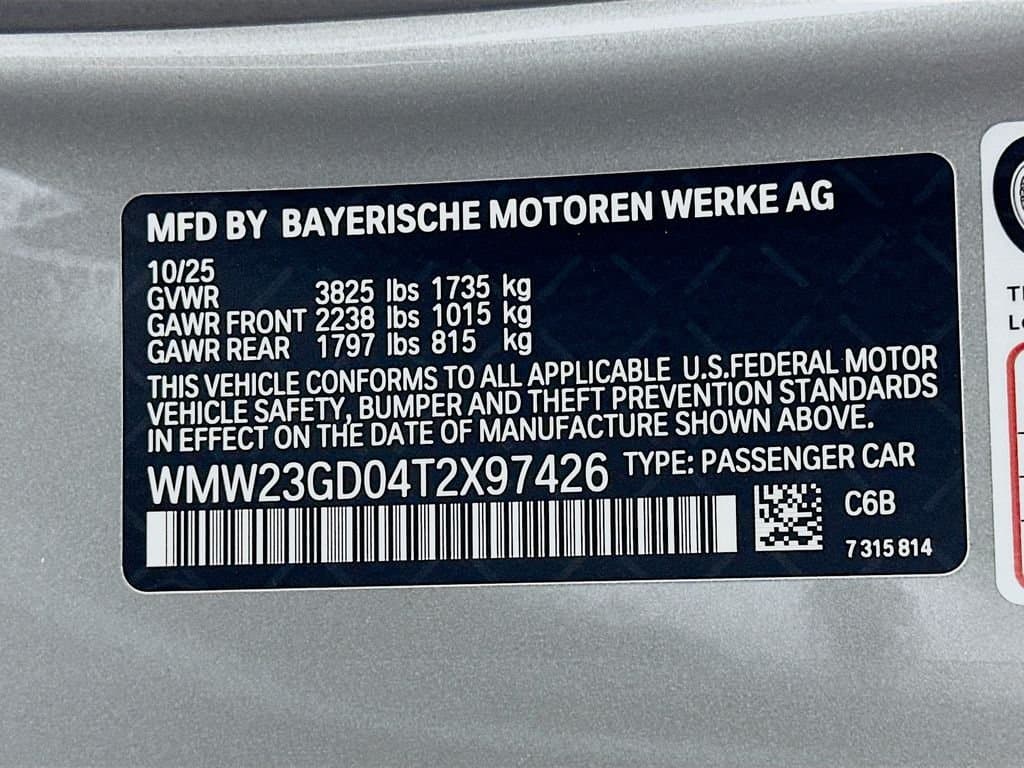 MFD BY BAYERISCHE MOTOREN WERKE AG
10/25
GVWR 3825 lbs 1735 kg
GAWR FRONT 2238 lbs 1015 kg
GAWR REAR 1797 lbs 815 kg
THIS VEHICLE CONFORMS TO ALL APPLICABLE U.S.FEDERAL MOTOR
VEHICLE SAFETY, BUMPER AND THEFT PREVENTION STANDARDS
IN EFFECT ON THE DATE OF MANUFACTURE SHOWN ABOVE.
WMW23GD04T2X97426 TYPE: PASSENGER CAR
C6B
7 315 814